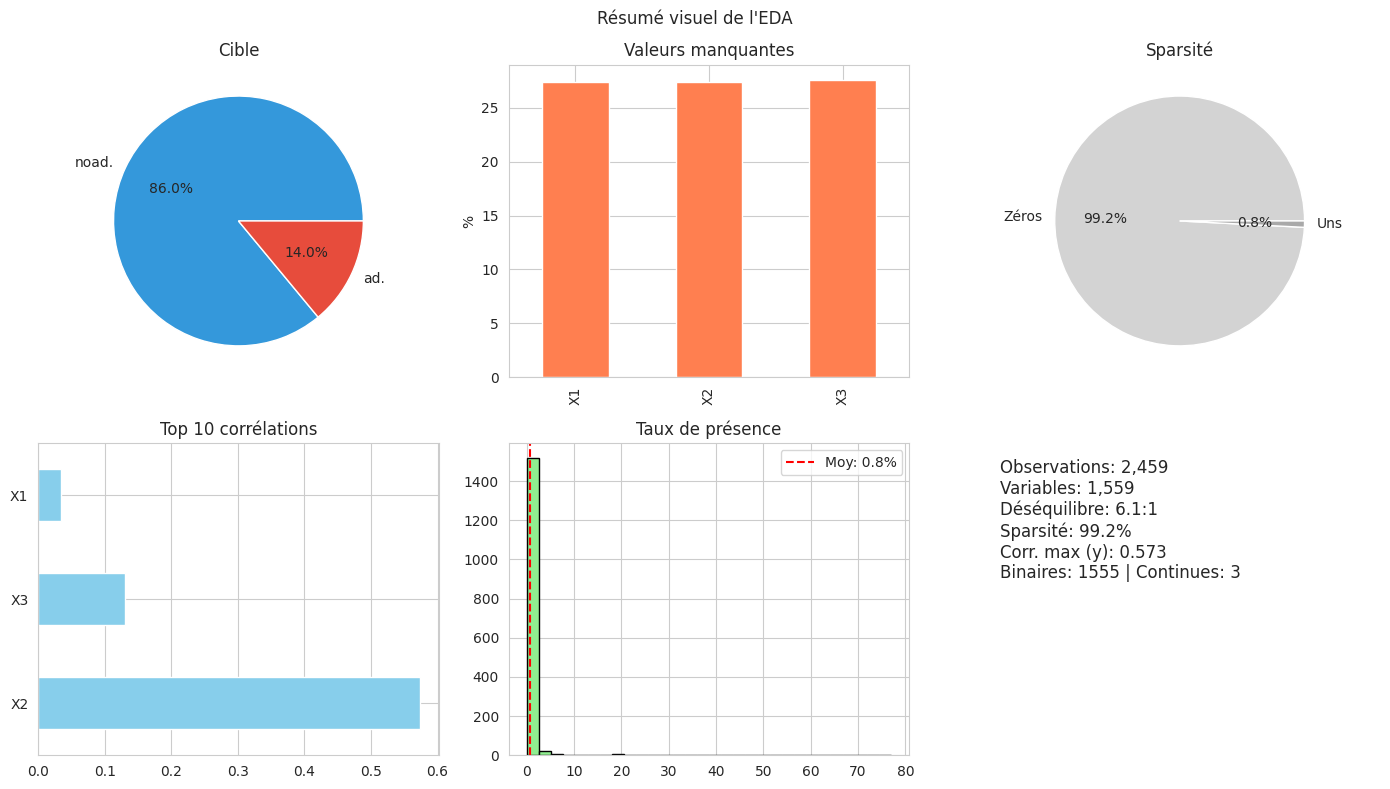 Résumé visuel de l'EDA
Cible
noad.
86.0%
14.0%
ad.
Valeurs manquantes
%
25
20
15
10
5
0
X1
X2
X3
Sparsité
Zéros
99.2%
0.8%
Uns
Top 10 corrélations
X1
X3
X2
0.0
0.1
0.2
0.3
0.4
0.5
0.6
Taux de présence
Moy: 0.8%
1400
1200
1000
800
600
400
200
0
0
10
20
30
40
50
60
70
80
Observations: 2,459
Variables: 1,559
Déséquilibre: 6.1:1
Sparsité: 99.2%
Corr. max (y): 0.573
Binaires: 1555 | Continues: 3